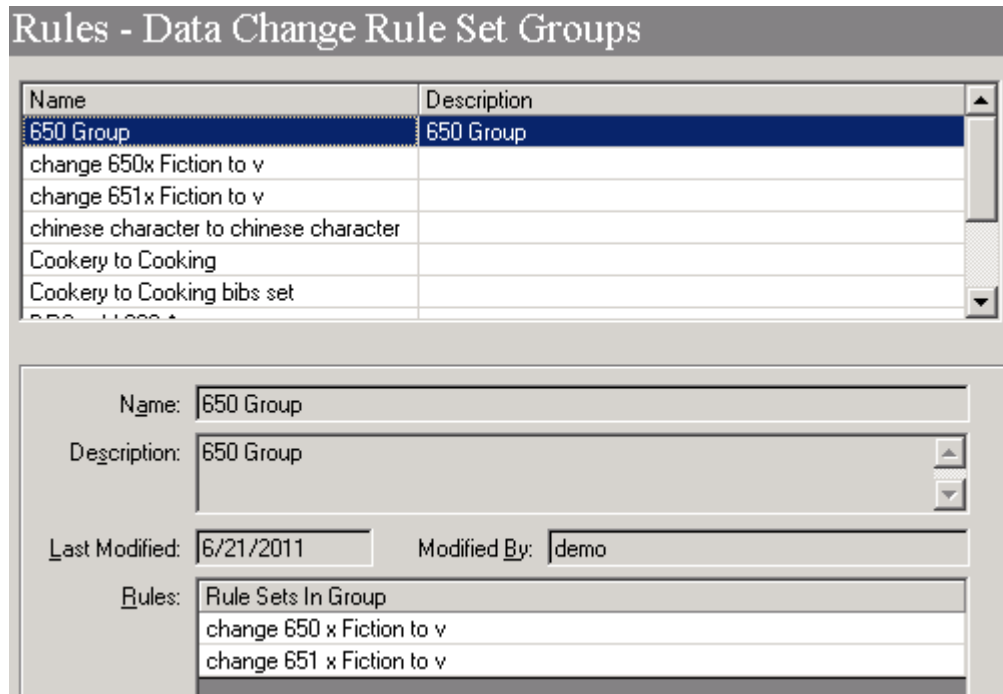 Rules - Data Change Rule Set Groups
Name Description
650 Group 650 Group
change 650x Fiction to v
change 651x Fiction to v
chinese character to chinese character
Cookery to Cooking
Cookery to Cooking bibs set
Name: 650 Group
Description: 650 Group
Last Modified: 6/21/2011 Modified By: demo
Rules: Rule Sets In Group
change 650 x Fiction to v
change 651 x Fiction to v